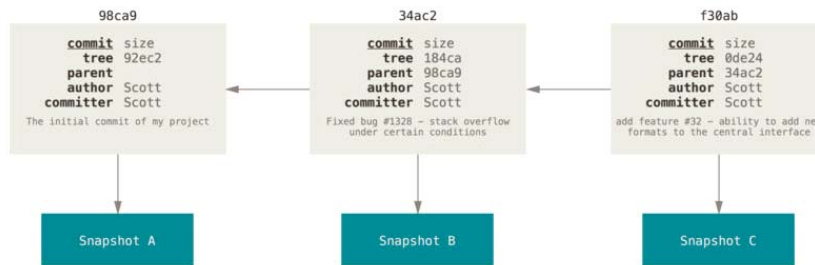 98ca9
commit size
tree 92ec2
parent
author Scott
committer Scott
The initial commit of my project
Snapshot A
34ac2
commit size
tree 184ca
parent 98ca9
author Scott
committer Scott
Fixed bug #1328 – stack overflow
under certain conditions
Snapshot B
f30ab
commit size
tree 0de24
parent 34ac2
author Scott
committer Scott
add feature #32 – ability to add ne
formats to the central interface
Snapshot C